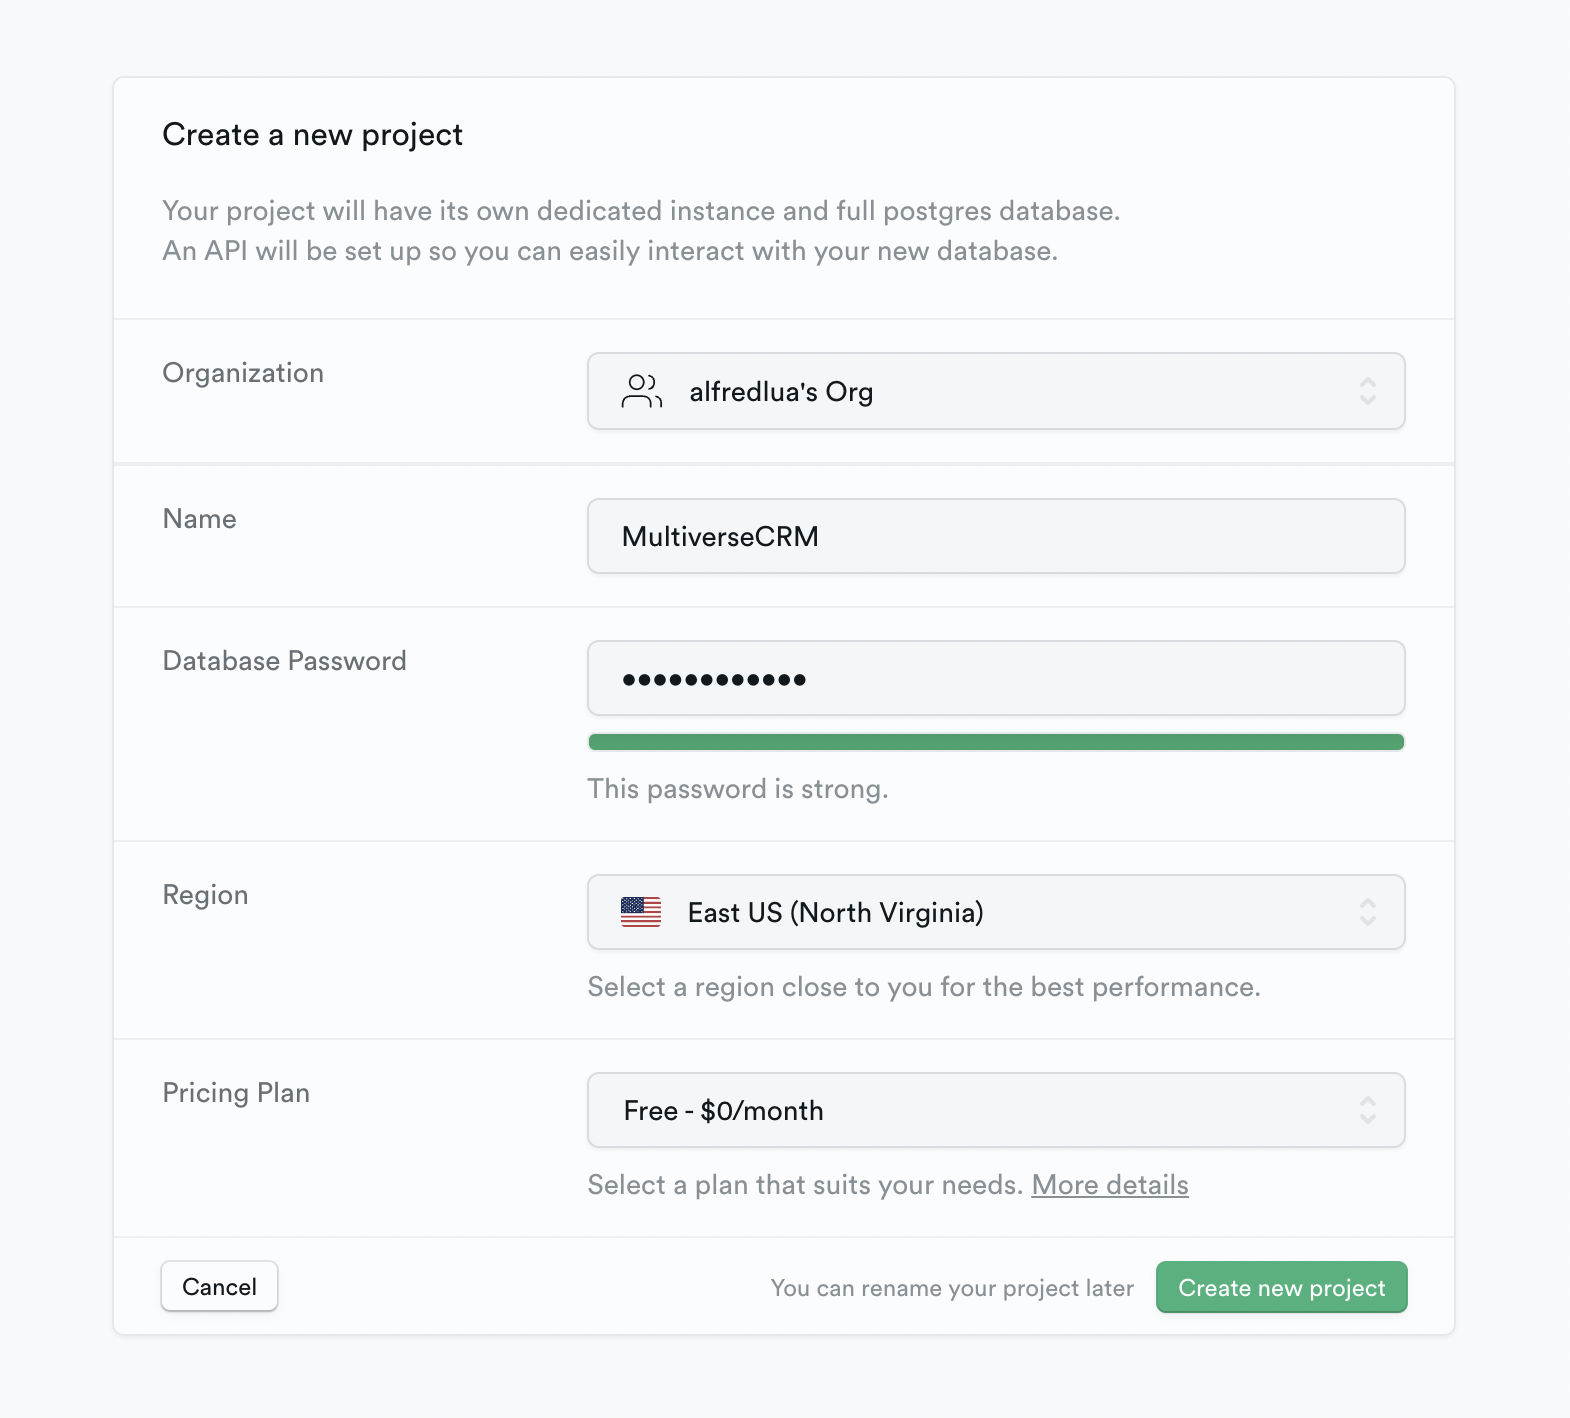 Create a new project
Your project will have its own dedicated instance and full postgres database.
An API will be set up so you can easily interact with your new database.
Organization
alfredlua's Org
Name
MultiverseCRM
Database Password
••••••••••••
This password is strong.
Region
East US (North Virginia)
Select a region close to you for the best performance.
Pricing Plan
Free - $0/month
Select a plan that suits your needs. More details
Cancel
You can rename your project later
Create new project